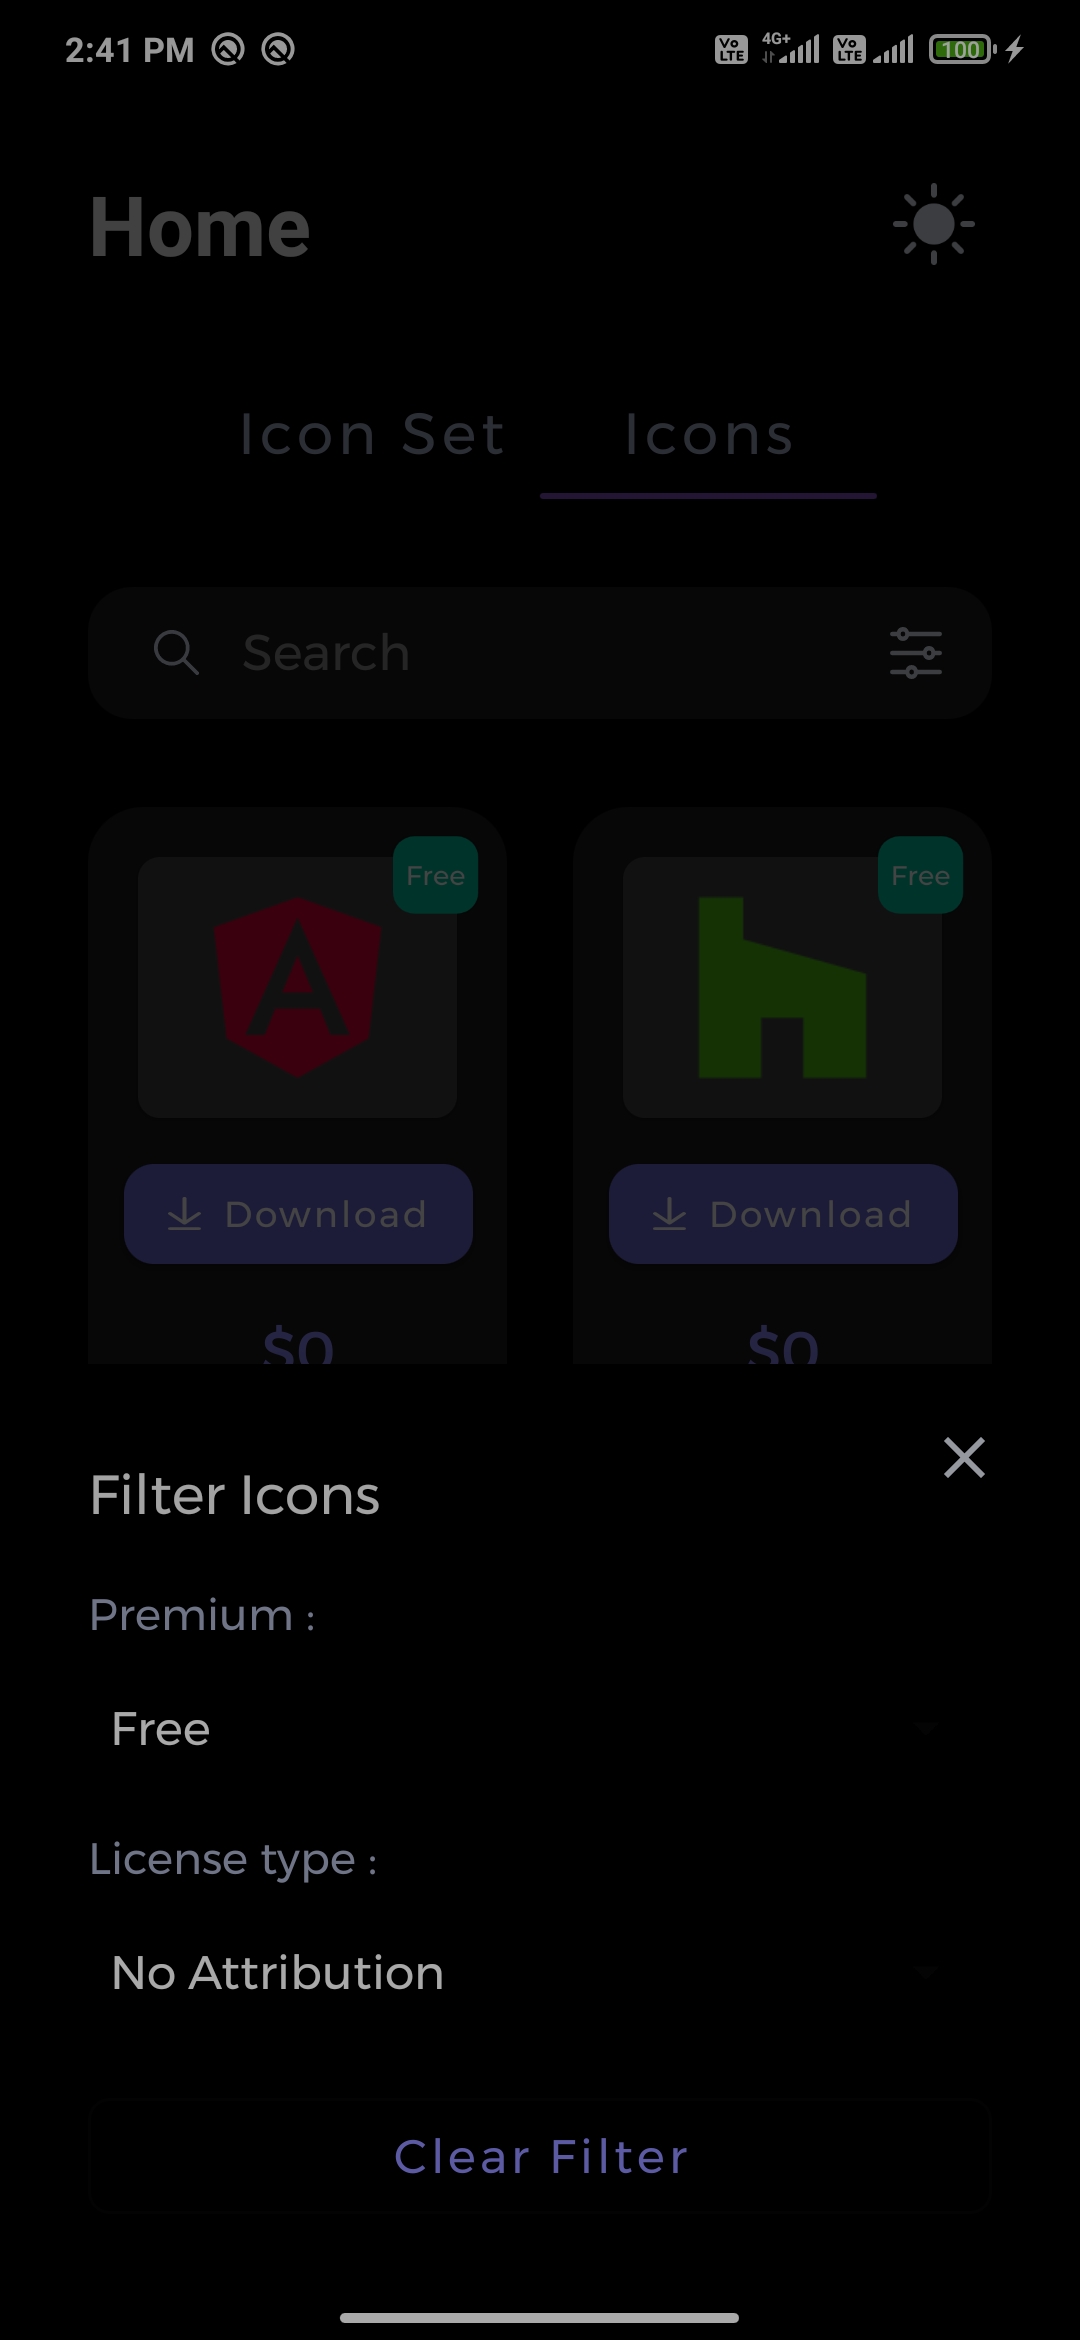 2:41 PM Vo LTE 4G+ Vo LTE 100
Home
Icon Set Icons
Search
Free Free
Download Download
$0 $0
Filter Icons
Premium :
Free
License type :
No Attribution
Clear Filter